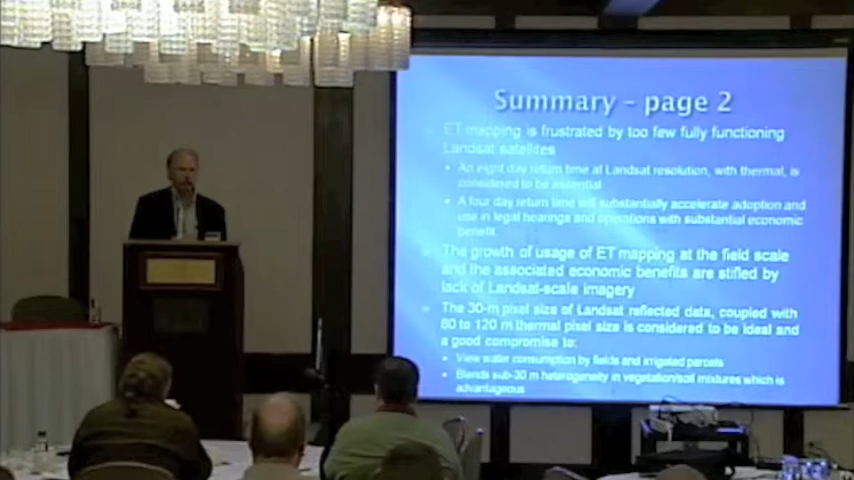 Summary - page 2
ET mapping is frustrated by too few fully functioning
Landsat satellites
An eight day return time at Landsat resolution, with thermal, is
considered to be essential
A four day return time will substantially accelerate adoption and
use in legal hearings and operations with substantial economic
benefit
The growth of usage of ET mapping at the field scale
and the associated economic benefits are stifled by
lack of Landsat-scale imagery
The 30-m pixel size of Landsat reflected data, coupled with
60 to 120 m thermal pixel size is considered to be ideal and
a good compromise to:
View water consumption by fields and irrigated parcels
Blends sub-30 m heterogeneity in vegetation/soil mixtures which is
advantageous